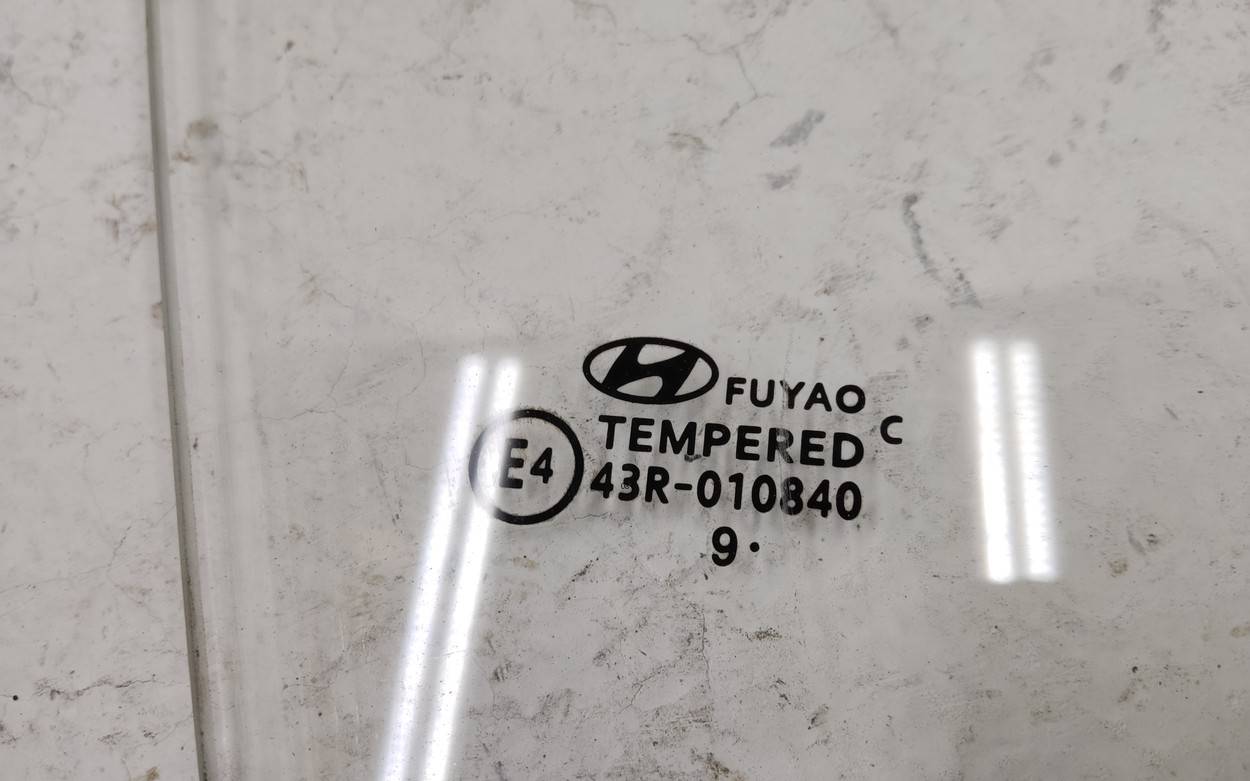 FUYAO
TEMPERED C
E4 43R-010840
9.